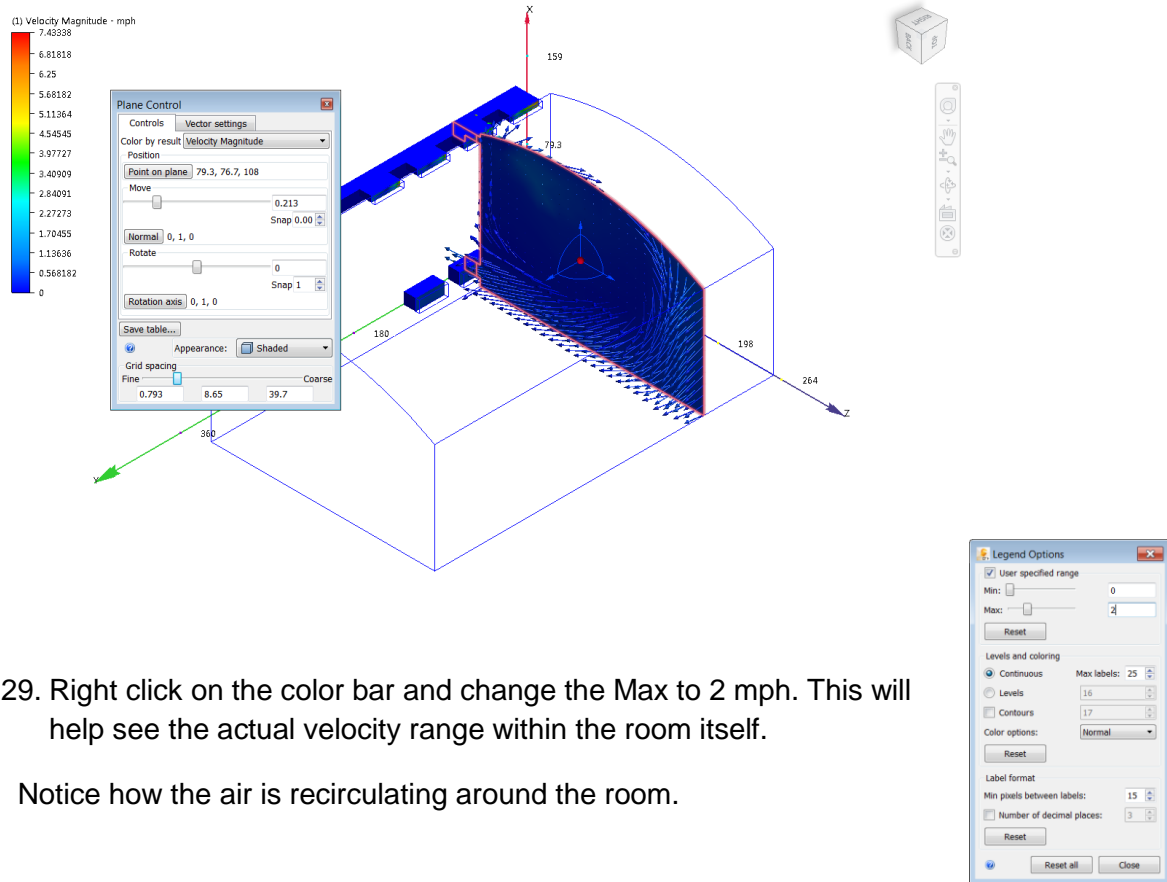 (1) Velocity Magnitude - mph
7.43338
6.81818
6.25
5.68182
5.11364
4.54545
3.97727
3.40909
2.84091
2.27273
1.70455
1.13636
0.568182
0
X
159
79.3
180
198
264
Z
360
Y
RIGHT
BACK
TOP
Plane Control
Controls Vector settings
Color by result Velocity Magnitude
Position
Point on plane 79.3, 76.7, 108
Move
0.213
Snap 0.00
Normal 0, 1, 0
Rotate
0
Snap 1
Rotation axis 0, 1, 0
Save table...
Appearance: Shaded
Grid spacing
Fine Coarse
0.793 8.65 39.7
Legend Options
User specified range
Min: 0
Max: 2
Reset
Levels and coloring
Continuous Max labels: 25
Levels 16
Contours 17
Color options: Normal
Reset
Label format
Min pixels between labels: 15
Number of decimal places: 3
Reset
Reset all Close
29. Right click on the color bar and change the Max to 2 mph. This will
help see the actual velocity range within the room itself.
Notice how the air is recirculating around the room.